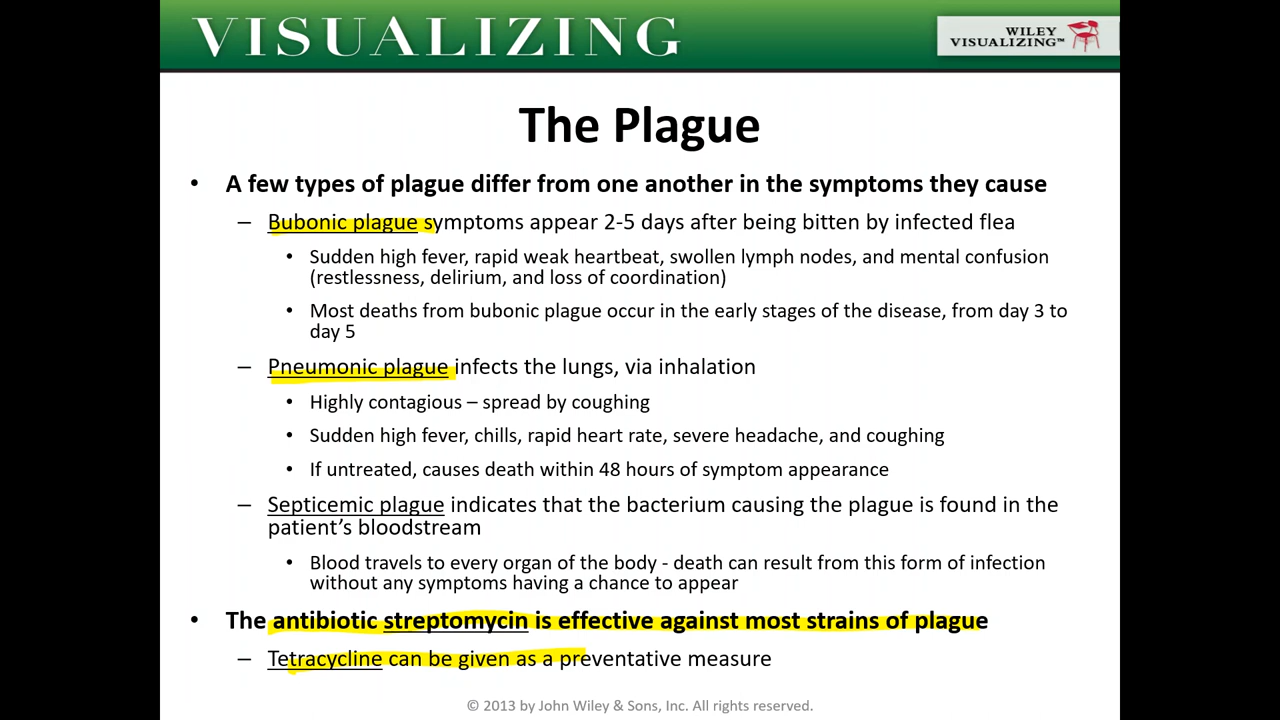 VISUALIZING
WILEY
VISUALIZING™
The Plague
• A few types of plague differ from one another in the symptoms they cause
– Bubonic plague symptoms appear 2-5 days after being bitten by infected flea
• Sudden high fever, rapid weak heartbeat, swollen lymph nodes, and mental confusion
(restlessness, delirium, and loss of coordination)
• Most deaths from bubonic plague occur in the early stages of the disease, from day 3 to
day 5
– Pneumonic plague infects the lungs, via inhalation
• Highly contagious – spread by coughing
• Sudden high fever, chills, rapid heart rate, severe headache, and coughing
• If untreated, causes death within 48 hours of symptom appearance
– Septicemic plague indicates that the bacterium causing the plague is found in the
patient’s bloodstream
• Blood travels to every organ of the body - death can result from this form of infection
without any symptoms having a chance to appear
• The antibiotic streptomycin is effective against most strains of plague
– Tetracycline can be given as a preventative measure
© 2013 by John Wiley & Sons, Inc. All rights reserved.